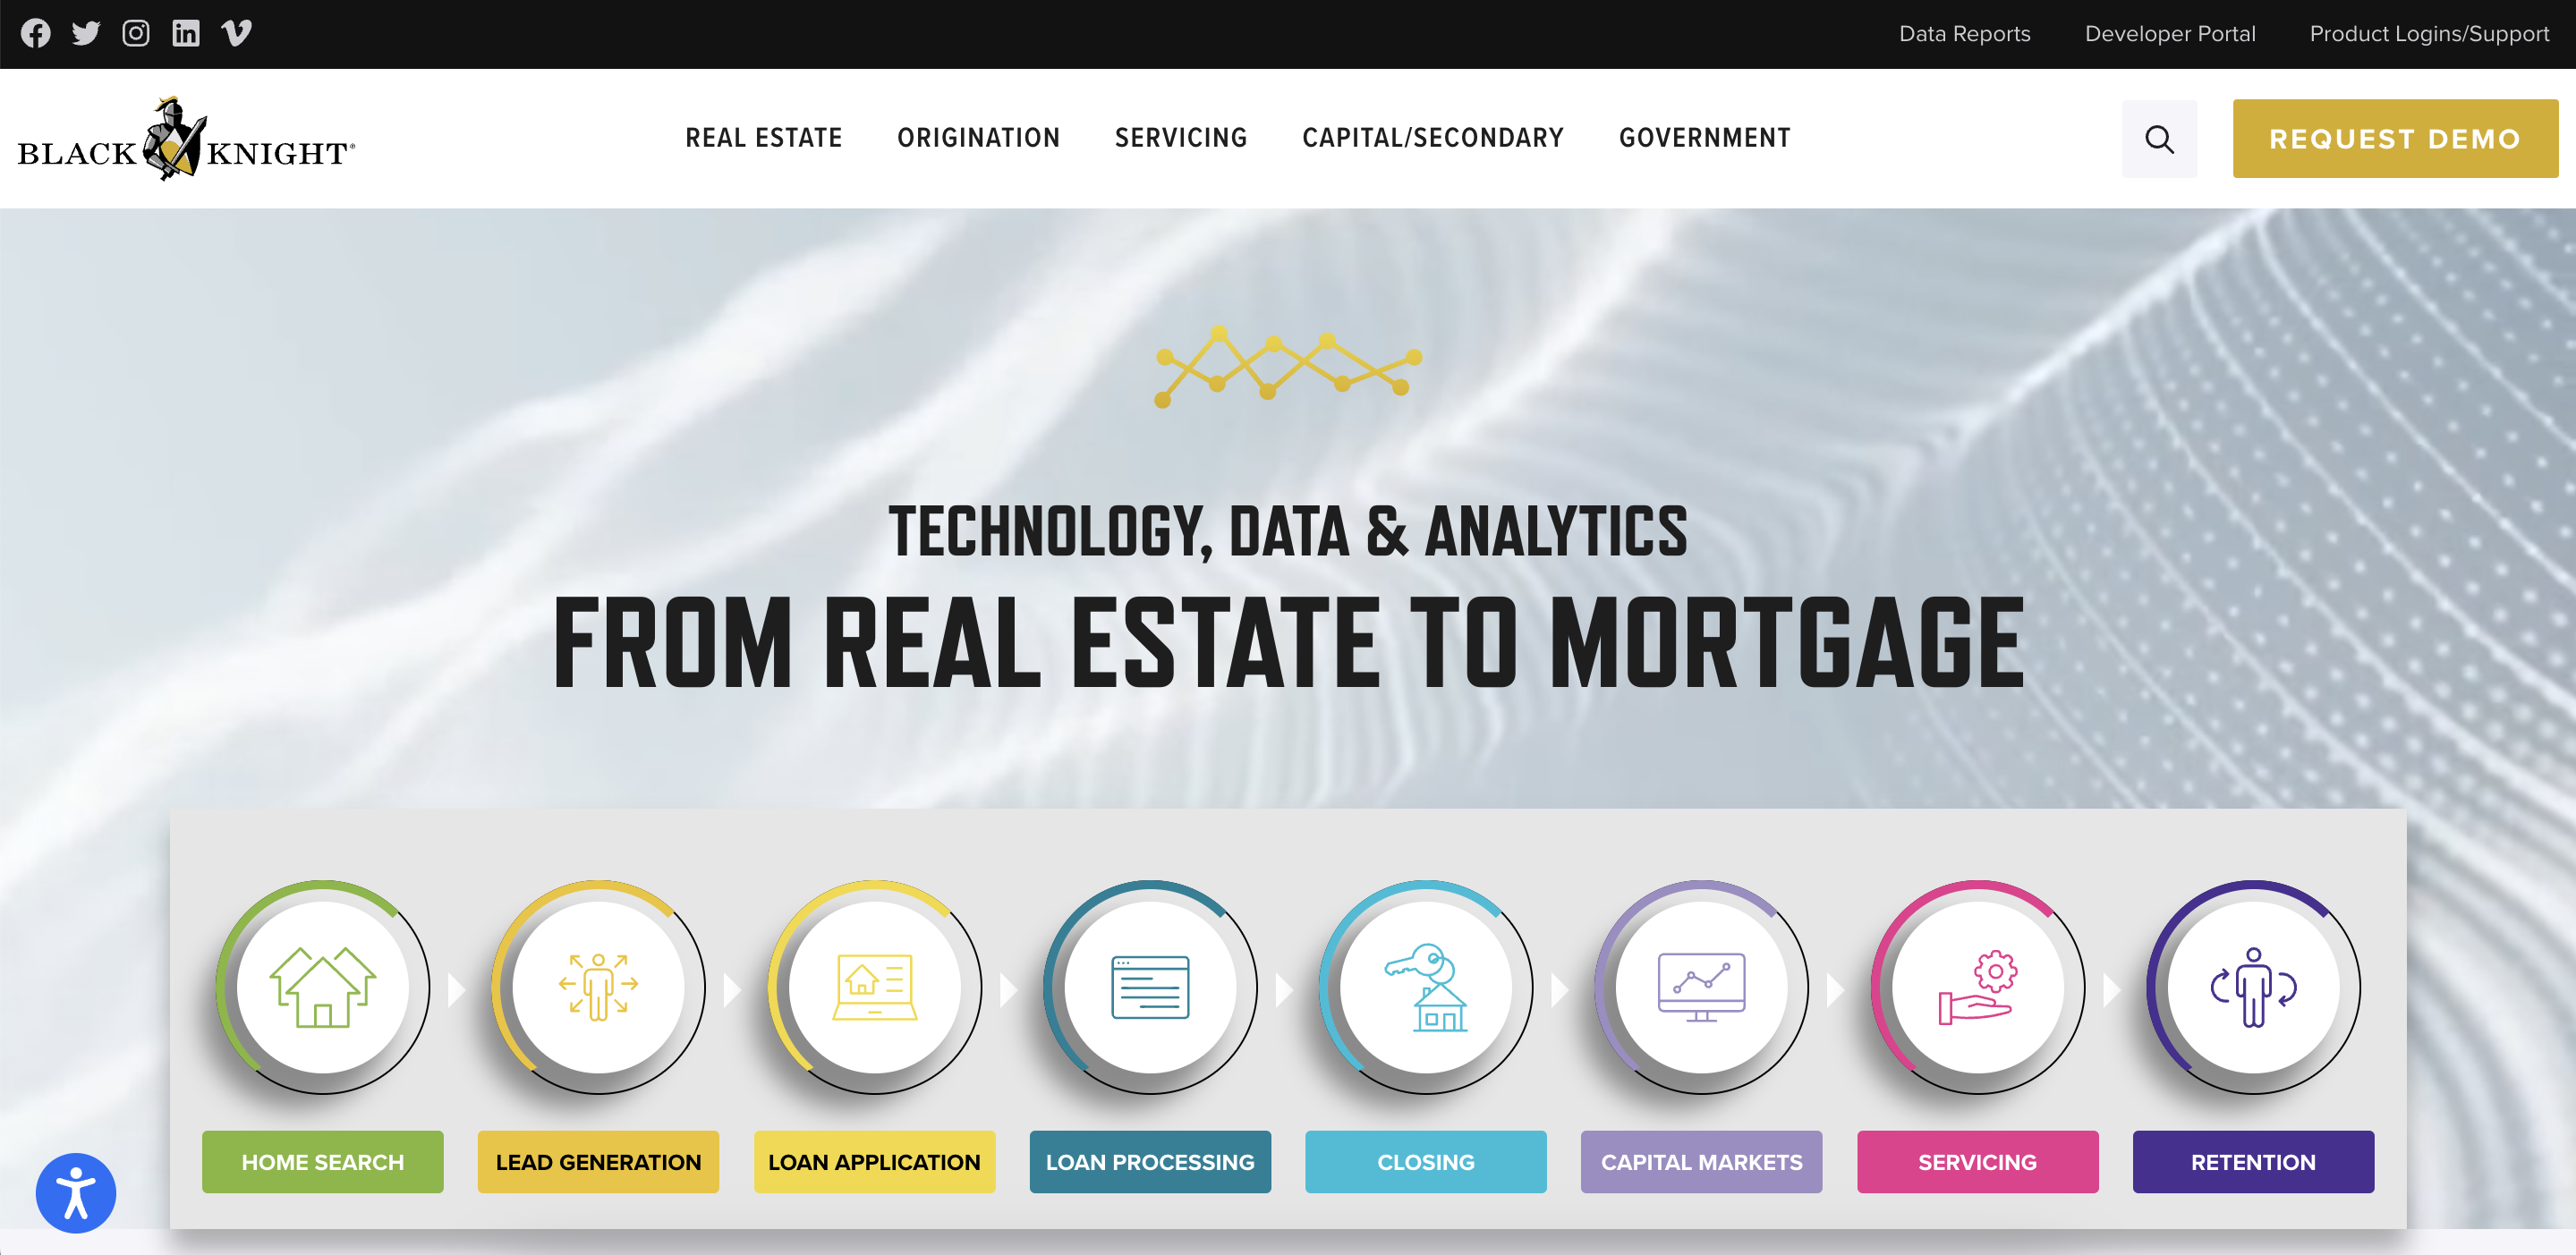 Data Reports Developer Portal Product Logins/Support
BLACK KNIGHT®
REAL ESTATE ORIGINATION SERVICING CAPITAL/SECONDARY GOVERNMENT
REQUEST DEMO
TECHNOLOGY, DATA & ANALYTICS
FROM REAL ESTATE TO MORTGAGE
HOME SEARCH LEAD GENERATION LOAN APPLICATION LOAN PROCESSING CLOSING CAPITAL MARKETS SERVICING RETENTION